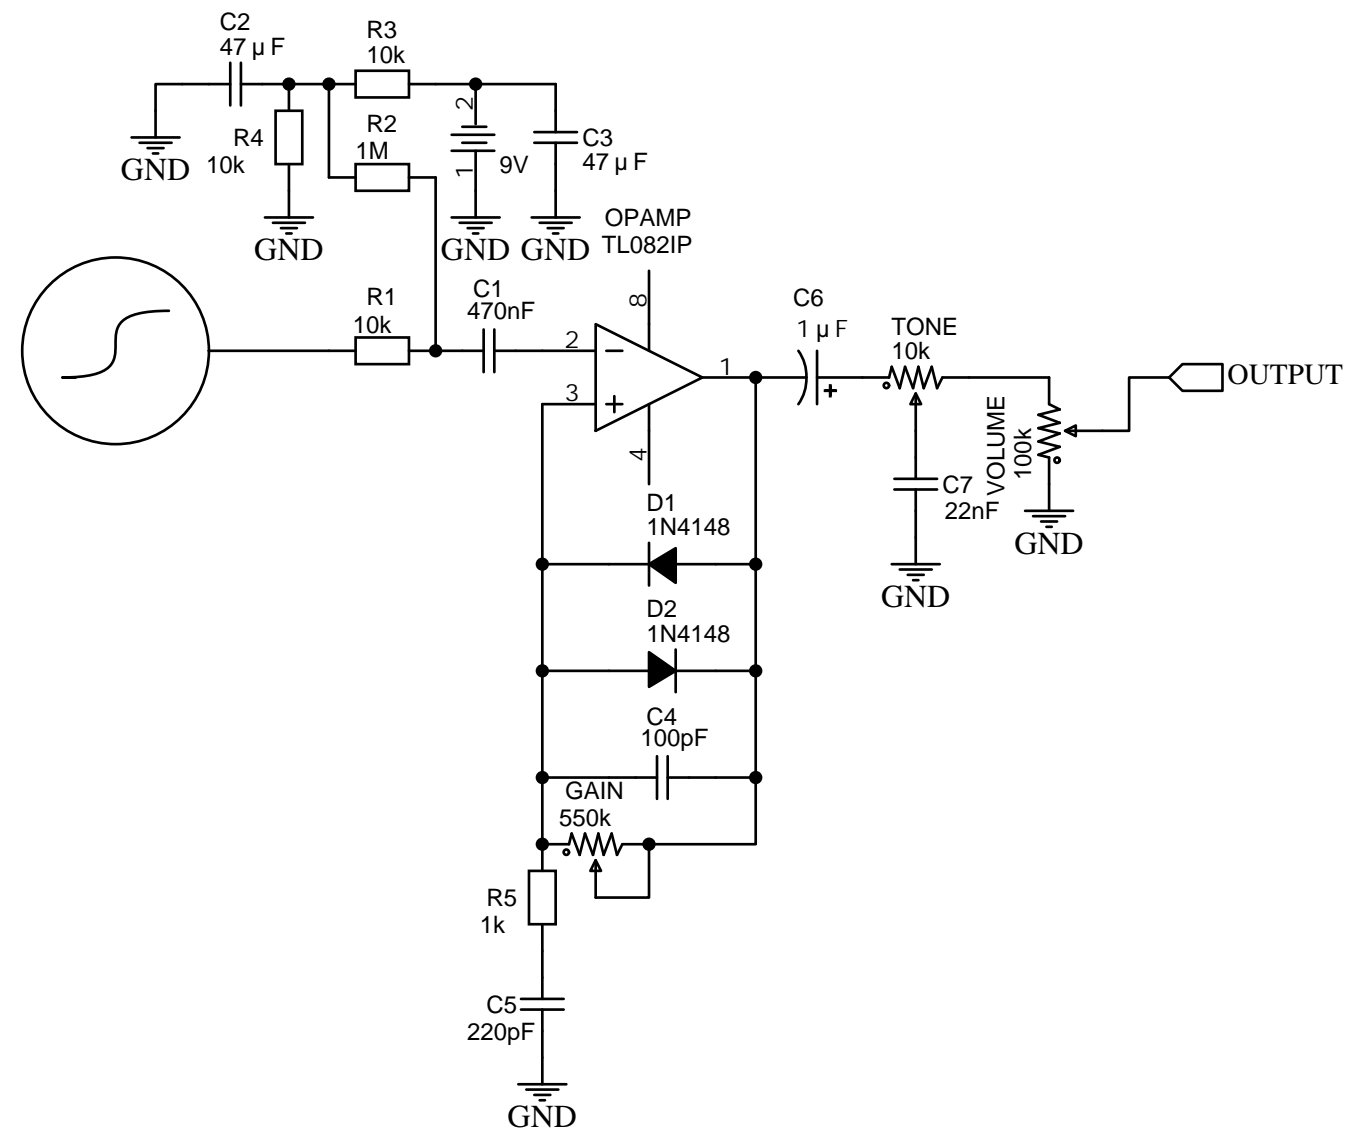 C2
47 µ F
R3
10k
R4
10k
R2
1M
2
1
9V
C3
47 µ F
GND
GND
GND
GND
OPAMP
TL082IP
R1
10k
C1
470nF
8
2
3
1
4
C6
1 µ F
TONE
10k
OUTPUT
VOLUME
100k
C7
22nF
GND
GND
D1
1N4148
D2
1N4148
C4
100pF
GAIN
550k
R5
1k
C5
220pF
GND